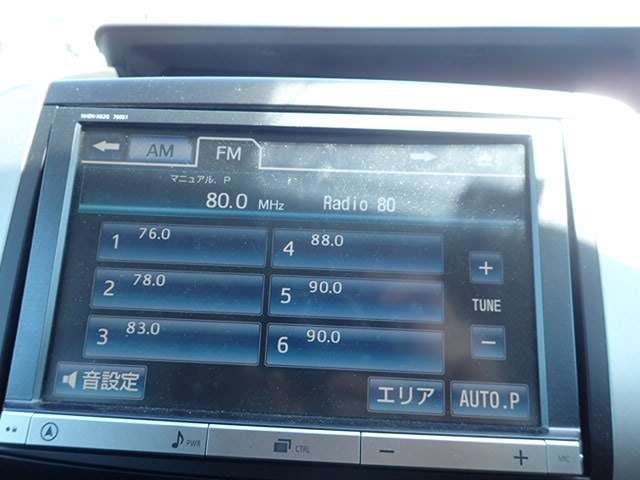 AM FM
マニュアル. P
80.0 MHz Radio 80
1 76.0 4 88.0
2 78.0 5 90.0
3 83.0 6 90.0
+
TUNE
−
音設定 エリア AUTO.P
PWR CTRL − + MIC